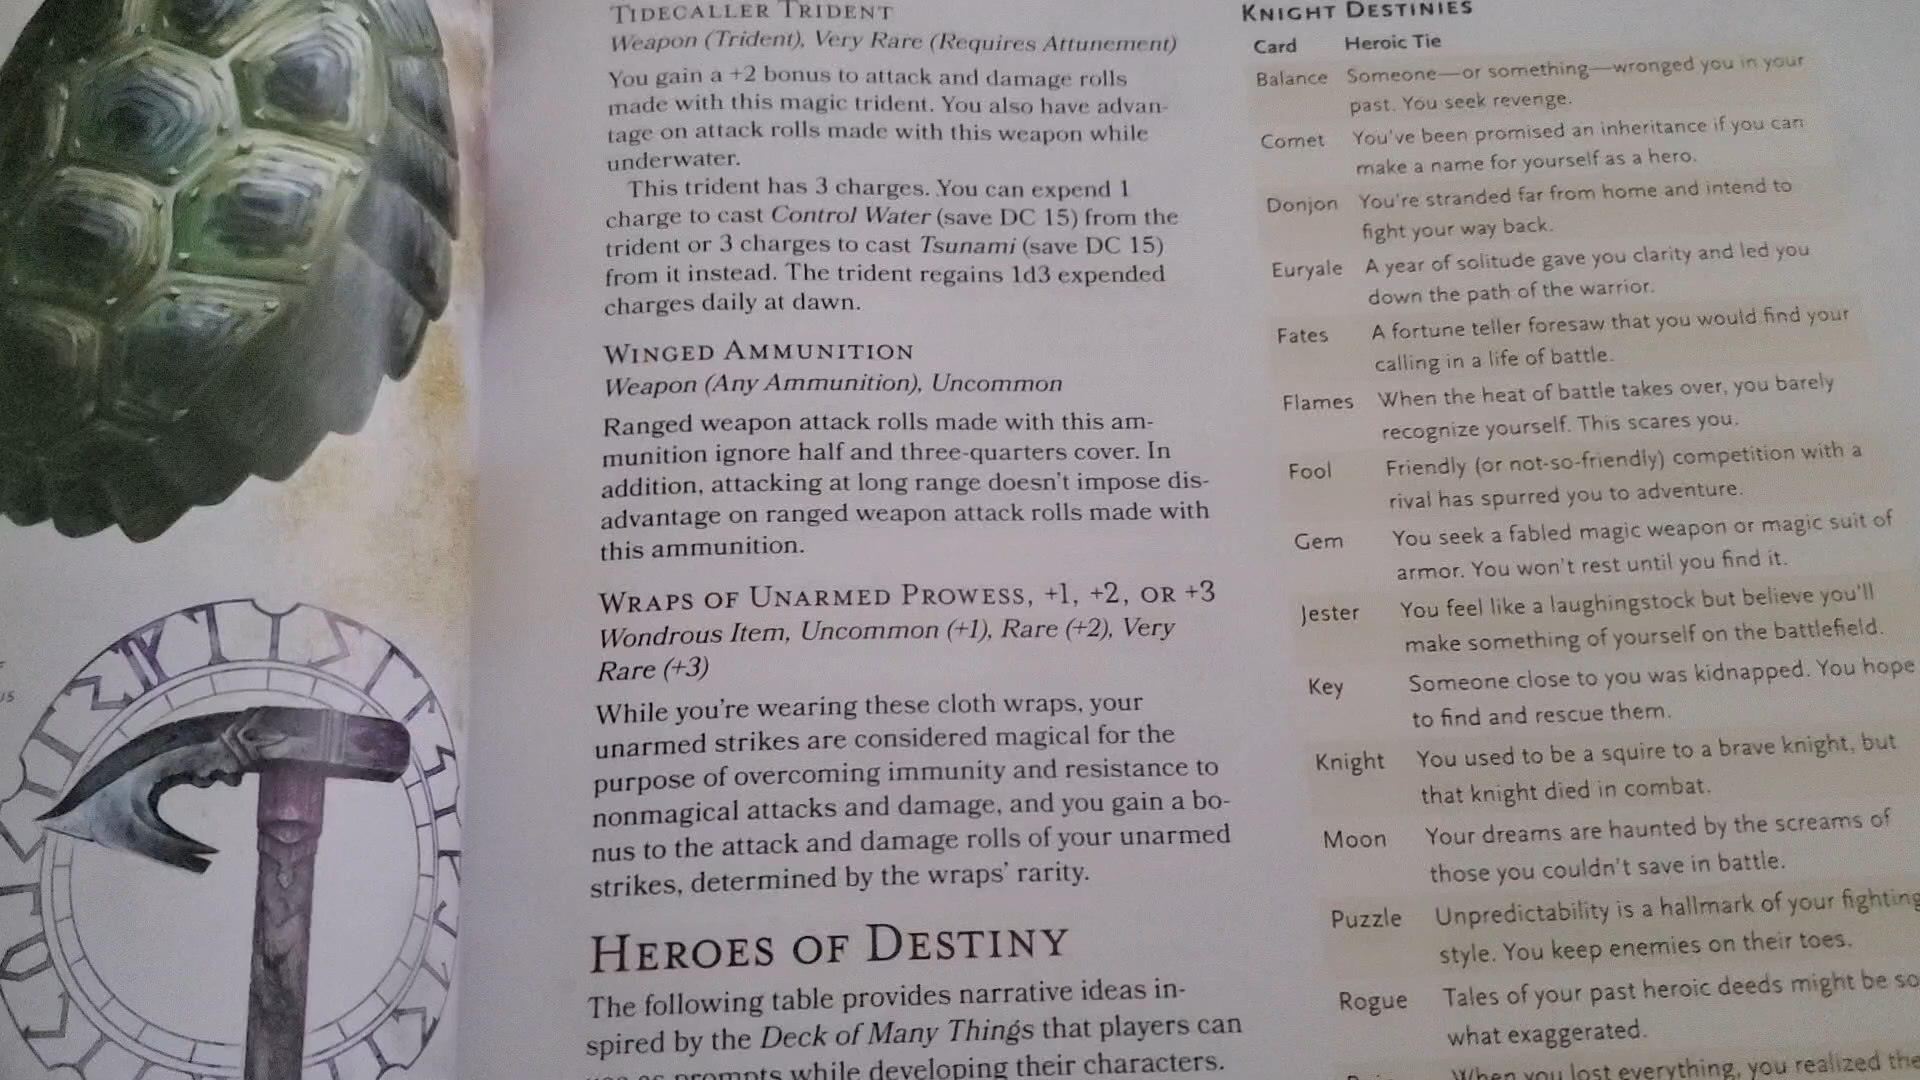 TIDECALLER TRIDENT
Weapon (Trident), Very Rare (Requires Attunement)
You gain a +2 bonus to attack and damage rolls
made with this magic trident. You also have advan-
tage on attack rolls made with this weapon while
underwater.
This trident has 3 charges. You can expend 1
charge to cast Control Water (save DC 15) from the
trident or 3 charges to cast Tsunami (save DC 15)
from it instead. The trident regains 1d3 expended
charges daily at dawn.
WINGED AMMUNITION
Weapon (Any Ammunition), Uncommon
Ranged weapon attack rolls made with this am-
munition ignore half and three-quarters cover. In
addition, attacking at long range doesn't impose dis-
advantage on ranged weapon attack rolls made with
this ammunition.
WRAPS OF UNARMED PROWESS, +1, +2, OR +3
Wondrous Item, Uncommon (+1), Rare (+2), Very
Rare (+3)
While you're wearing these cloth wraps, your
unarmed strikes are considered magical for the
purpose of overcoming immunity and resistance to
nonmagical attacks and damage, and you gain a bo-
nus to the attack and damage rolls of your unarmed
strikes, determined by the wraps' rarity.
HEROES OF DESTINY
The following table provides narrative ideas in-
spired by the Deck of Many Things that players can
prompts while developing their characters.
KNIGHT DESTINIES
Card Heroic Tie
Balance Someone—or something—wronged you in your
past. You seek revenge.
Comet You've been promised an inheritance if you can
make a name for yourself as a hero.
Donjon You're stranded far from home and intend to
fight your way back.
Euryale A year of solitude gave you clarity and led you
down the path of the warrior.
Fates A fortune teller foresaw that you would find your
calling in a life of battle.
Flames When the heat of battle takes over, you barely
recognize yourself. This scares you.
Fool Friendly (or not-so-friendly) competition with a
rival has spurred you to adventure.
Gem You seek a fabled magic weapon or magic suit of
armor. You won't rest until you find it.
Jester You feel like a laughingstock but believe you'll
make something of yourself on the battlefield.
Key Someone close to you was kidnapped. You hope
to find and rescue them.
Knight You used to be a squire to a brave knight, but
that knight died in combat.
Moon Your dreams are haunted by the screams of
those you couldn't save in battle.
Puzzle Unpredictability is a hallmark of your fighting
style. You keep enemies on their toes.
Rogue Tales of your past heroic deeds might be so
what exaggerated.
When you lost everything, you realized the